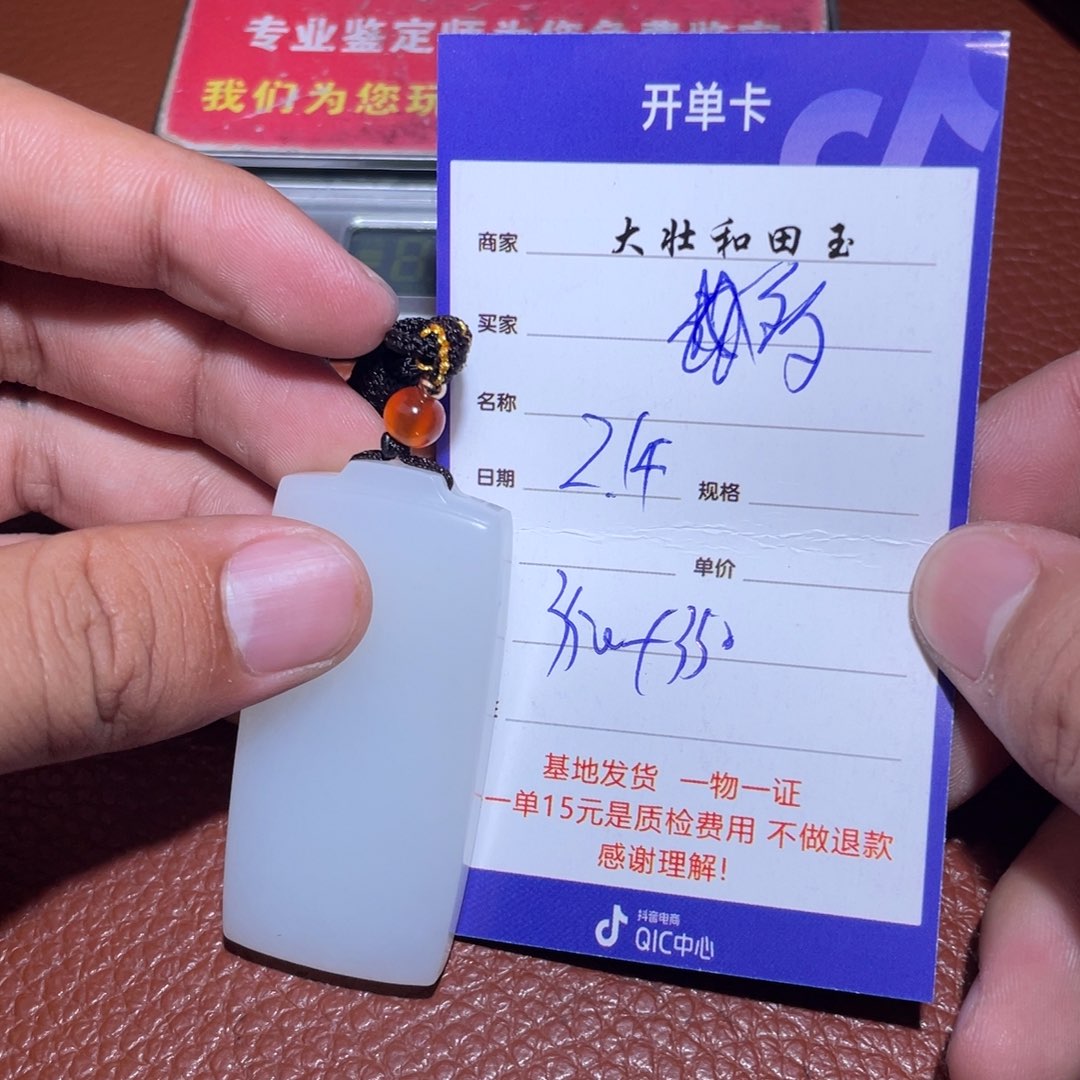 专业鉴定师为您免费鉴定
我们为您玩
开单卡
商家 大壮和田玉
买家
名称
日期 2.14 规格
单价
350+350
基地发货 一物一证
一单15元是质检费用 不做退款
感谢理解!
抖音电商
QIC中心